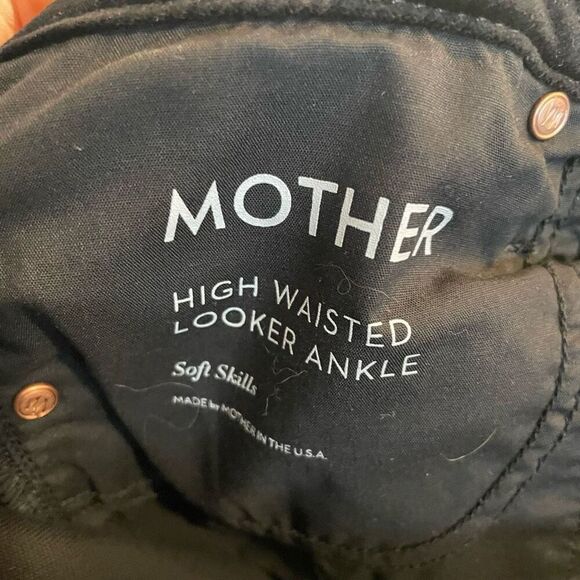 MOTHER
HIGH WAISTED
LOOKER ANKLE
Soft Skills
MADE by MOTHER IN THE U.S.A.